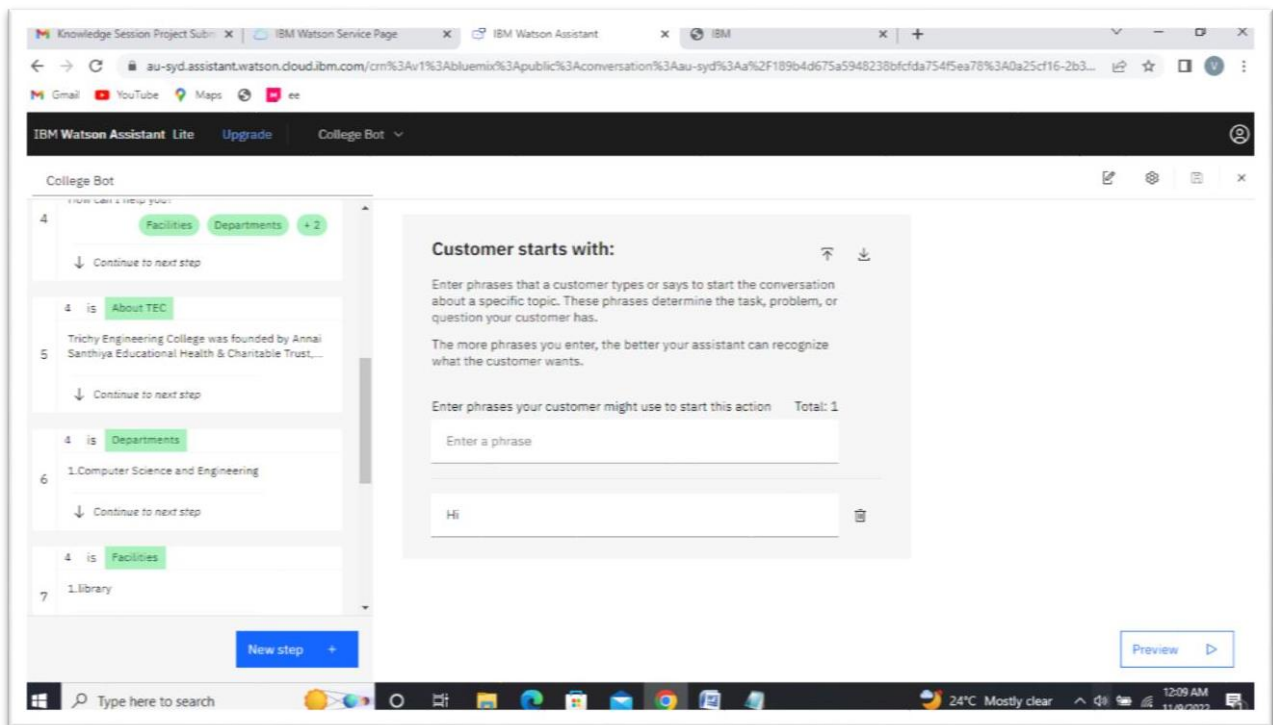 Knowledge Session Project Subm
IBM Watson Service Page
IBM Watson Assistant
IBM
au-syd.assistant.watson.cloud.ibm.com/crn%3Av1%3Abluemix%3Apublic%3Aconversation%3Aau-syd%3Aa%2F189b4d675a5948238bfcfda754f5ea78%3A0a25cf16-2b3...
Gmail YouTube Maps ee
IBM Watson Assistant Lite Upgrade College Bot
College Bot
4 How can I help you?
Facilities Departments + 2
Continue to next step
4 is About TEC
Trichy Engineering College was founded by Annai
5 Santhiya Educational Health & Charitable Trust,...
Continue to next step
4 is Departments
1.Computer Science and Engineering
6
Continue to next step
4 is Facilities
1.library
7
New step +
Customer starts with:
Enter phrases that a customer types or says to start the conversation
about a specific topic. These phrases determine the task, problem, or
question your customer has.
The more phrases you enter, the better your assistant can recognize
what the customer wants.
Enter phrases your customer might use to start this action Total: 1
Enter a phrase
Hi
Preview
Type here to search
24°C Mostly clear
12:09 AM
11/9/2022